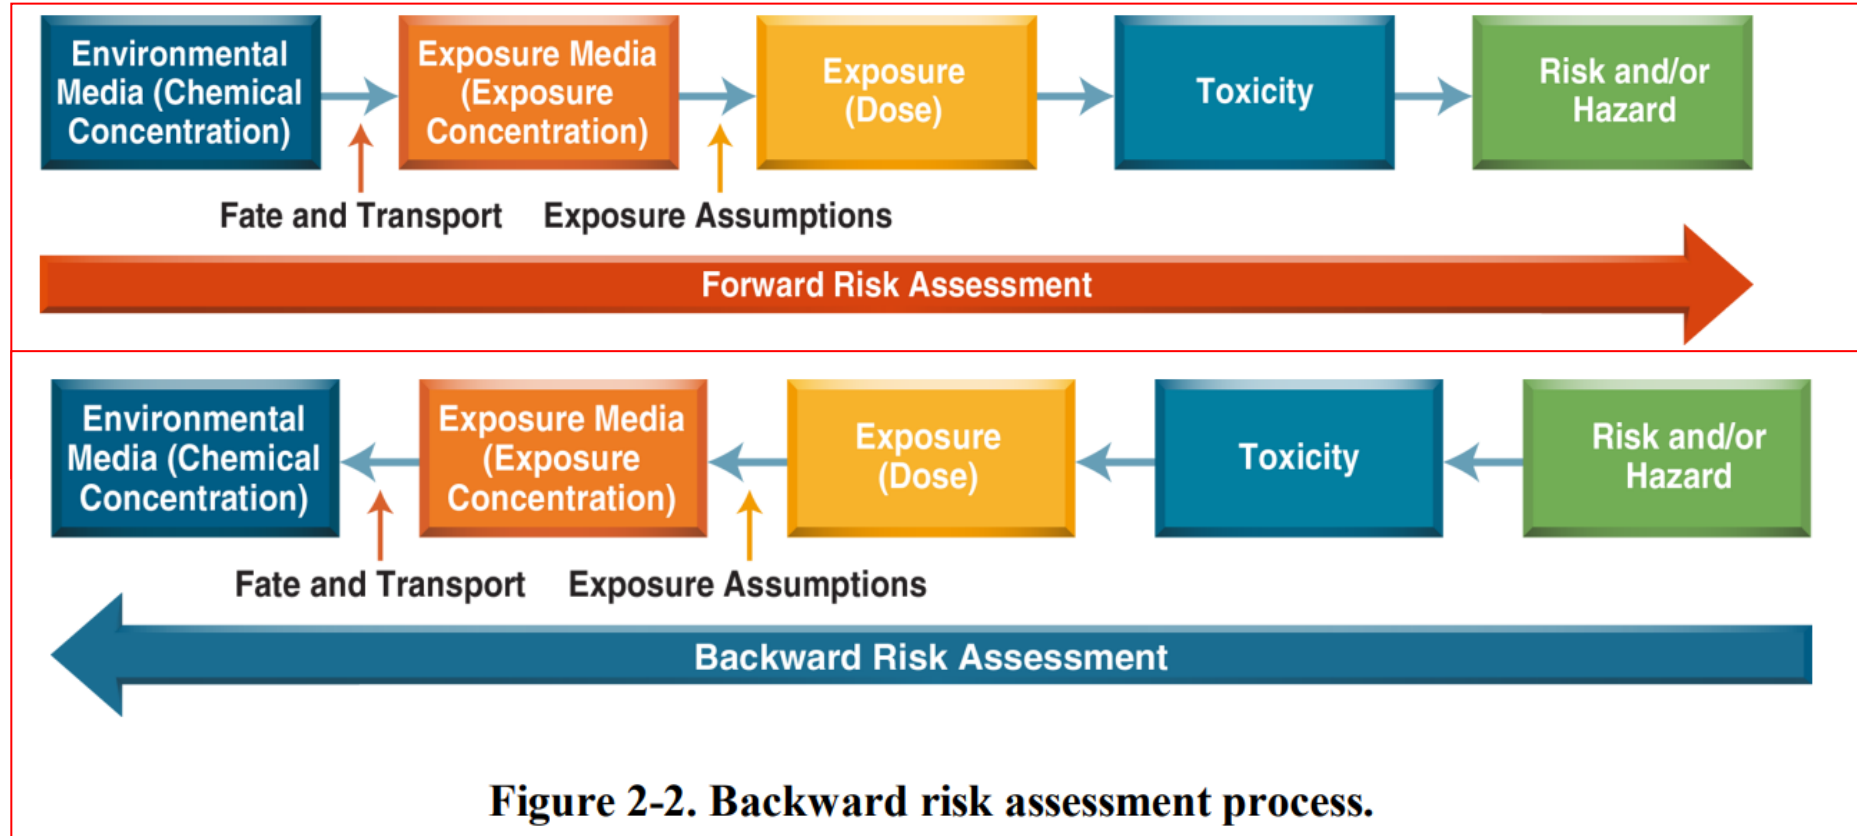 Environmental
Media (Chemical
Concentration)
Exposure Media
(Exposure
Concentration)
Exposure
(Dose)
Toxicity
Risk and/or
Hazard
Fate and Transport
Exposure Assumptions
Forward Risk Assessment
Environmental
Media (Chemical
Concentration)
Exposure Media
(Exposure
Concentration)
Exposure
(Dose)
Toxicity
Risk and/or
Hazard
Fate and Transport
Exposure Assumptions
Backward Risk Assessment
Figure 2-2. Backward risk assessment process.